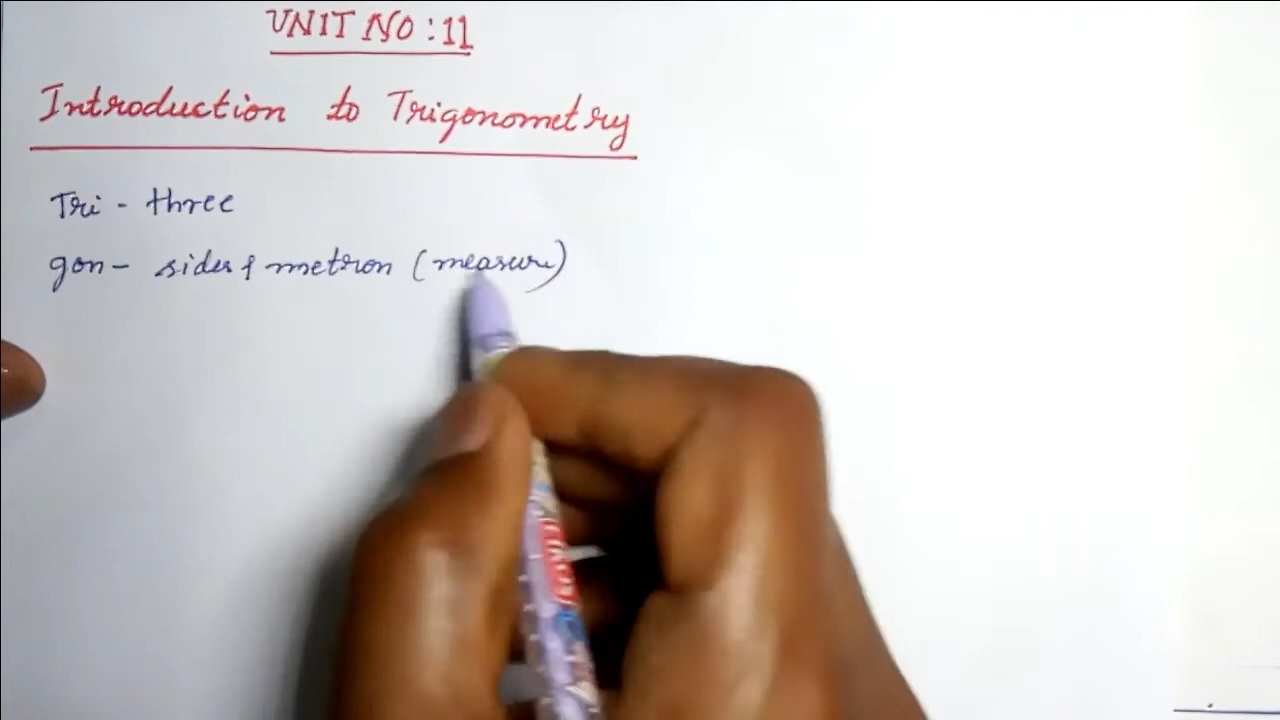 UNIT NO : 11
Introduction to Trigonometry
Tri - three
gon - sides & metron (measure)